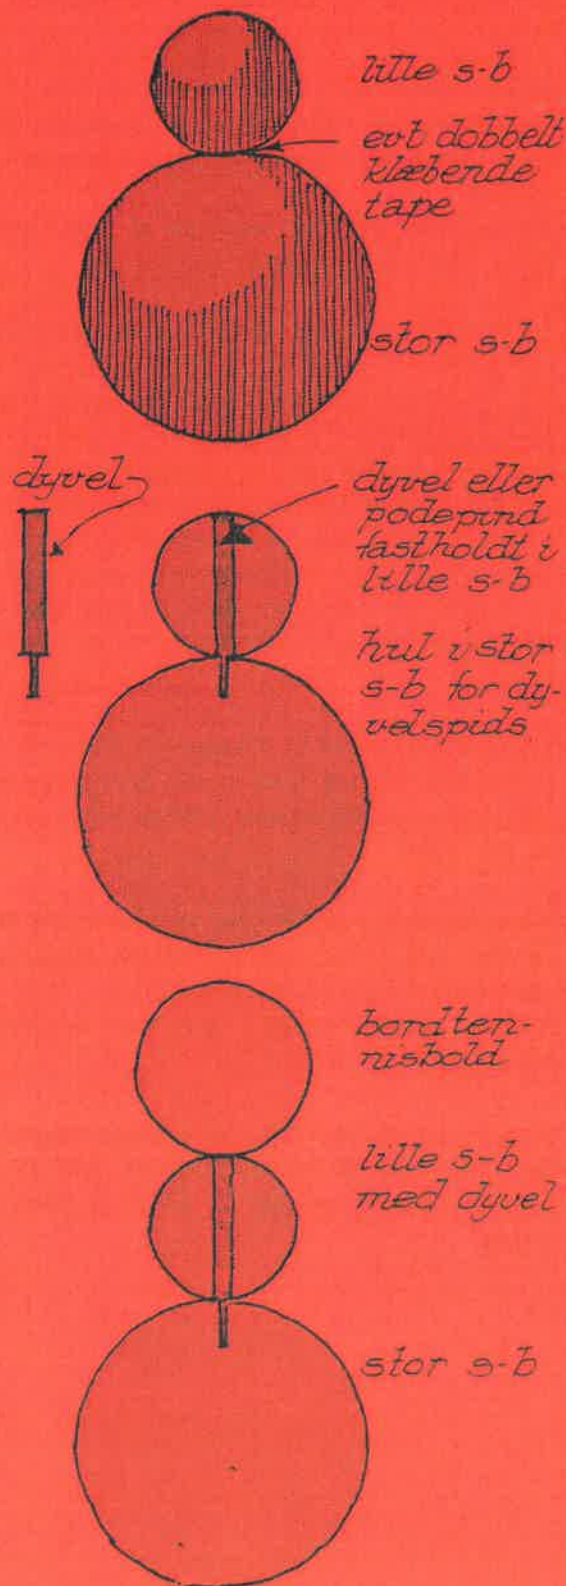 lille s-b
evt dobbelt
klæbende
tape
stor s-b
dyvel
dyvel eller
podepind
fastholdt i
lille s-b
hul i stor
s-b for dy-
velspids
bordten-
nisbold
lille s-b
med dyvel
stor s-b